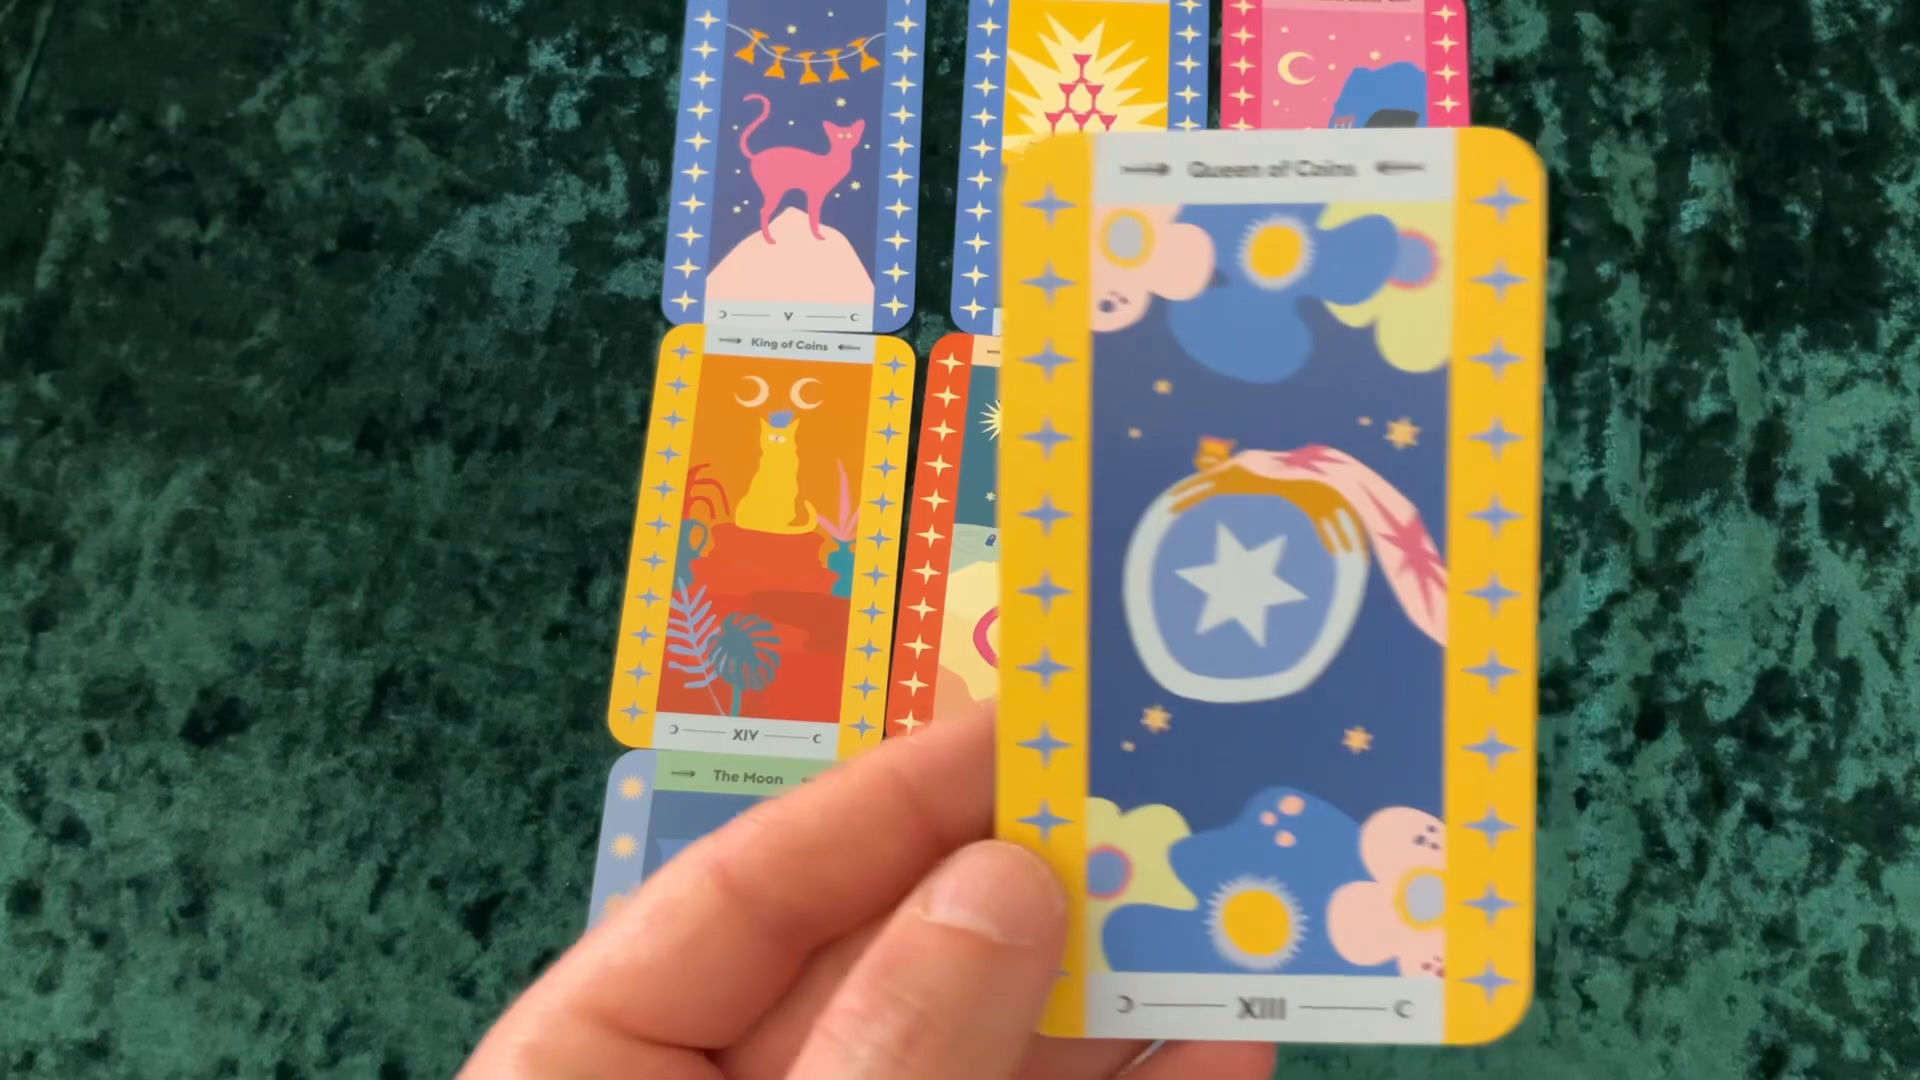 Queen of Coins
V
King of Coins
XIV
The Moon
XIII